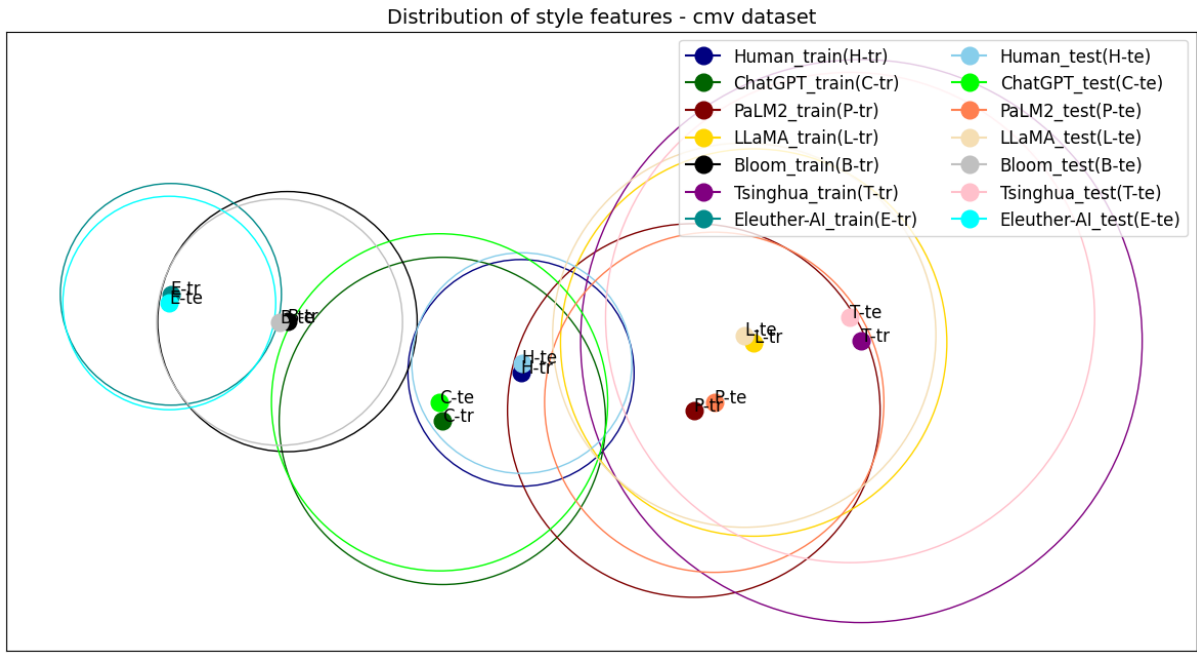 Distribution of style features - cmv dataset
Human_train(H-tr) Human_test(H-te)
ChatGPT_train(C-tr) ChatGPT_test(C-te)
PaLM2_train(P-tr) PaLM2_test(P-te)
LLaMA_train(L-tr) LLaMA_test(L-te)
Bloom_train(B-tr) Bloom_test(B-te)
Tsinghua_train(T-tr) Tsinghua_test(T-te)
Eleuther-AI_train(E-tr) Eleuther-AI_test(E-te)
E-tr
E-te
B-tr
B-te
T-te
L-te
T-tr
L-tr
H-te
H-tr
C-te
P-te
P-tr
C-tr